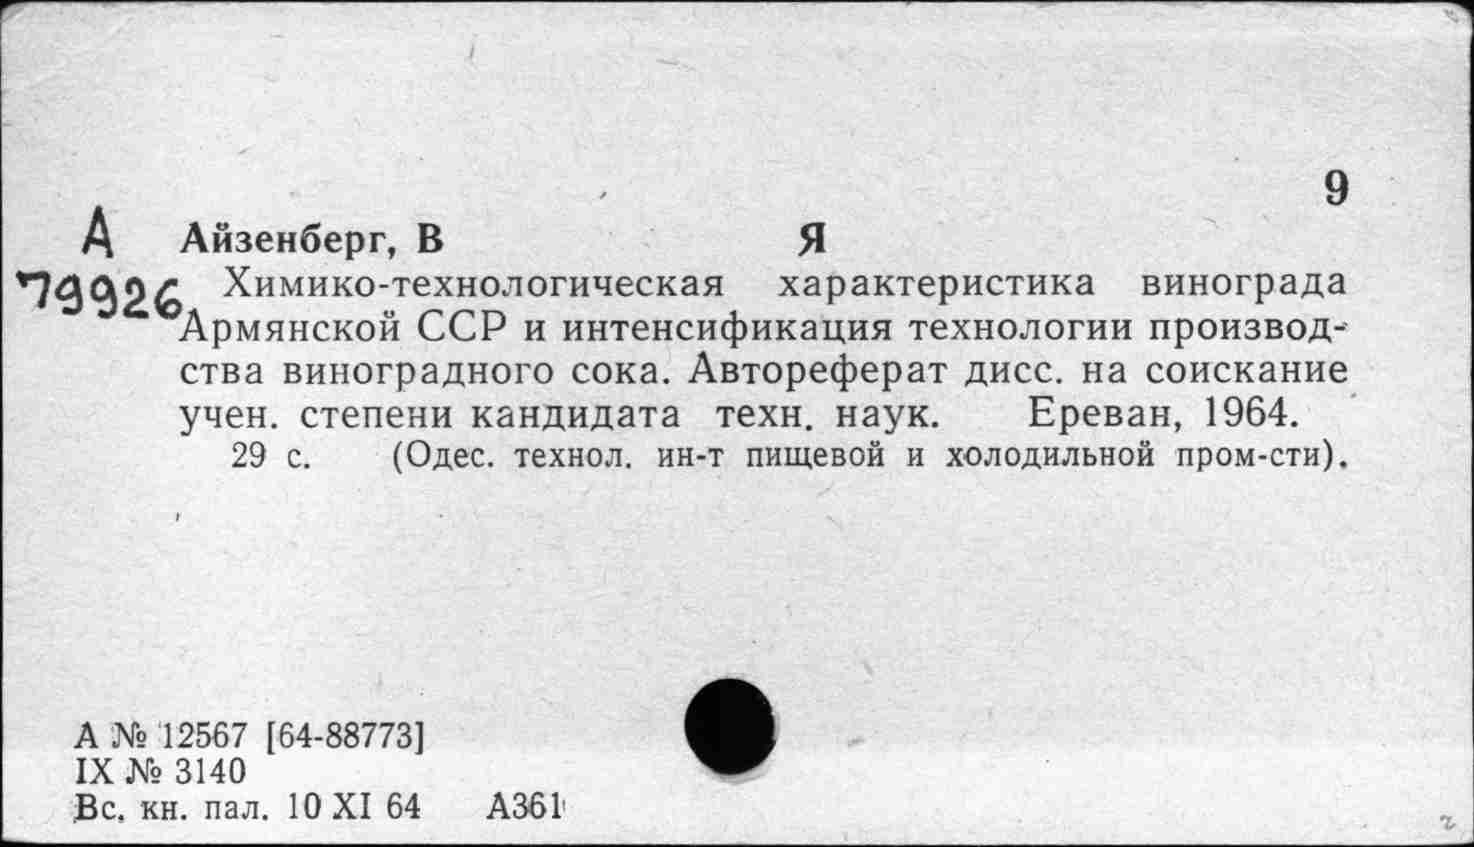 9
А Айзенберг, В Я
79926 Химико-технологическая характеристика винограда
Армянской ССР и интенсификация технологии производ-
ства виноградного сока. Автореферат дисс. на соискание
учен. степени кандидата техн. наук. Ереван, 1964.
29 с. (Одес. технол. ин-т пищевой и холодильной пром-сти).
А № 12567 [64-88773]
IX № 3140
Вс. кн. пал. 10 XI 64 А361